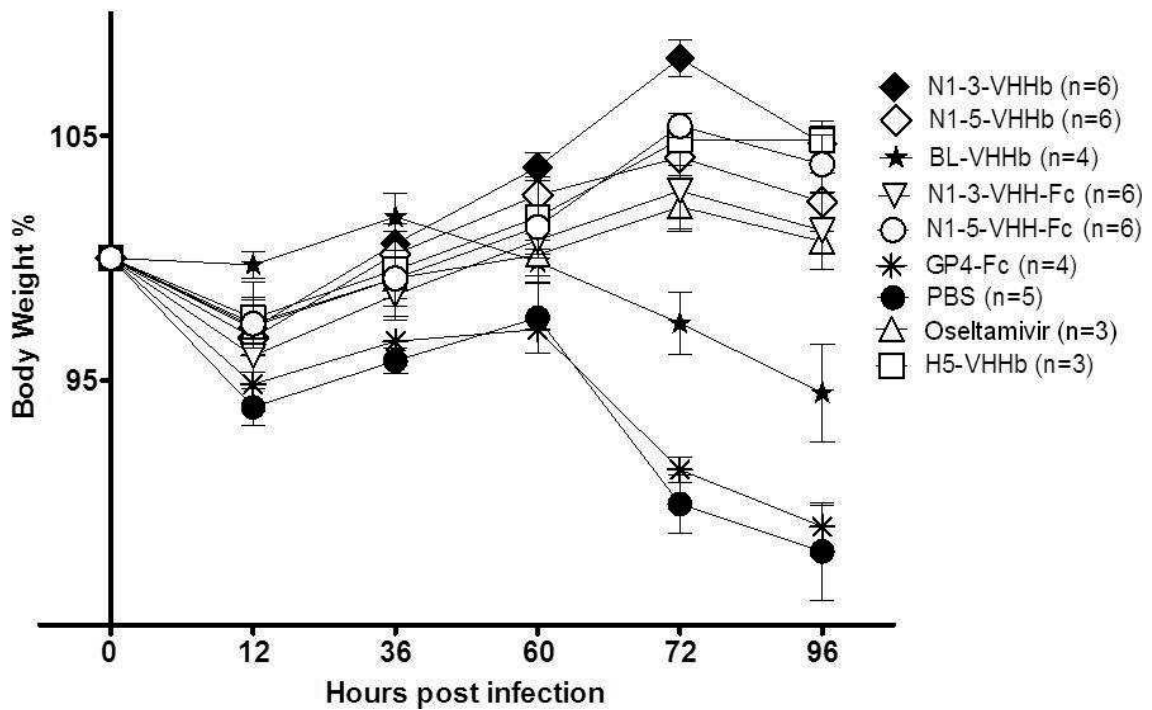 Body Weight %
105
95
0 12 36 60 72 96
Hours post infection
N1-3-VHHb (n=6)
N1-5-VHHb (n=6)
BL-VHHb (n=4)
N1-3-VHH-Fc (n=6)
N1-5-VHH-Fc (n=6)
GP4-Fc (n=4)
PBS (n=5)
Oseltamivir (n=3)
H5-VHHb (n=3)